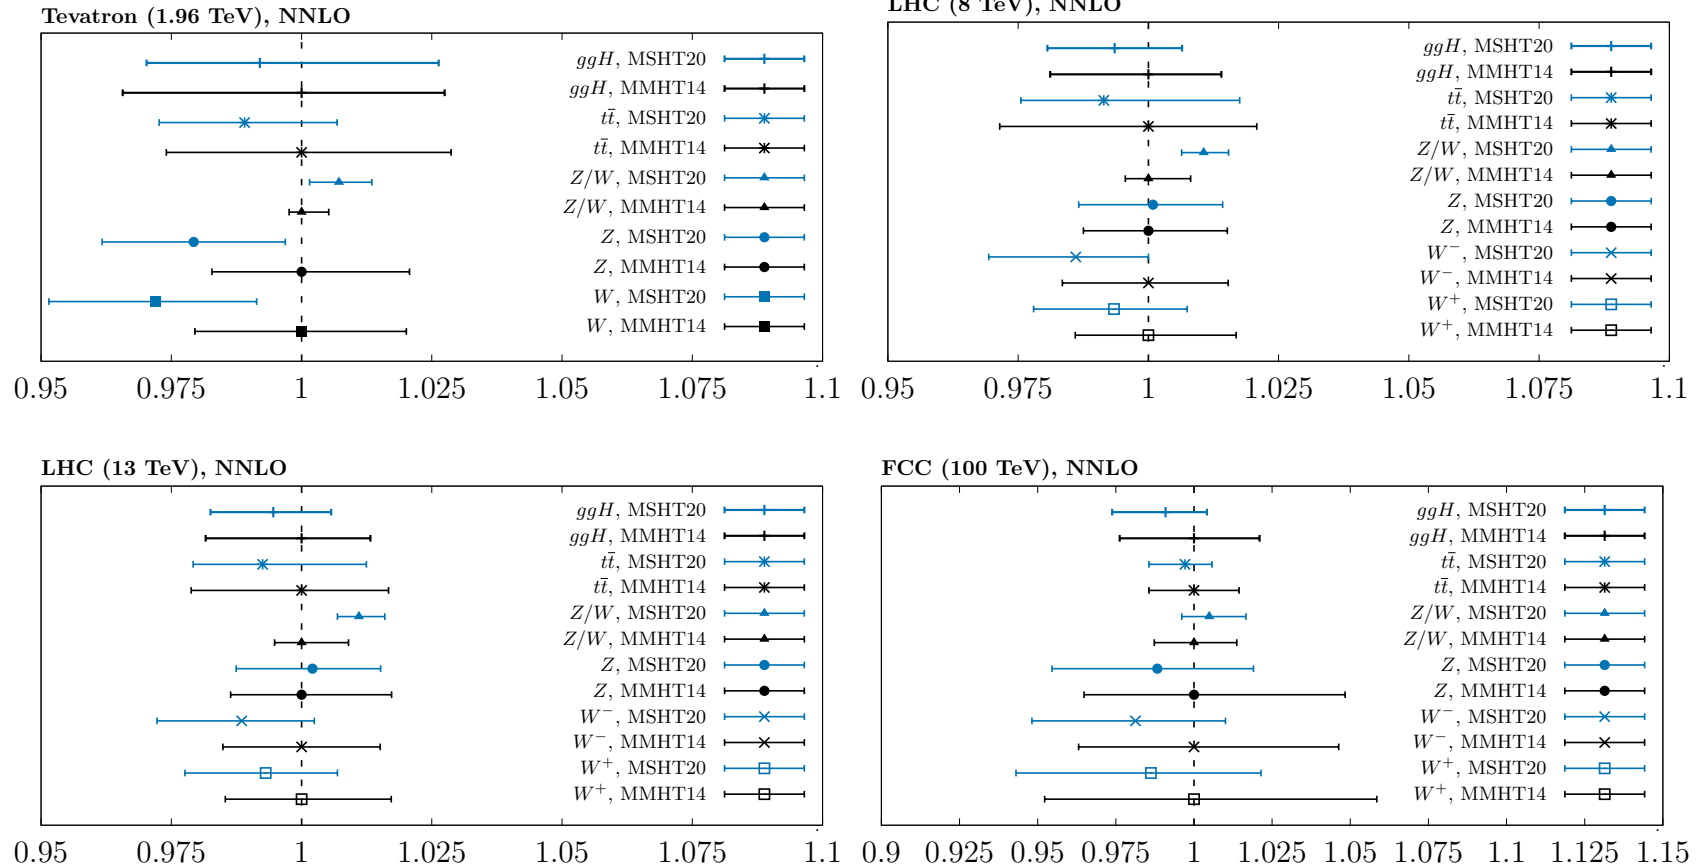 Tevatron (1.96 TeV), NNLO
ggH, MSHT20
ggH, MMHT14
tt̄, MSHT20
tt̄, MMHT14
Z/W, MSHT20
Z/W, MMHT14
Z, MSHT20
Z, MMHT14
W, MSHT20
W, MMHT14
0.95 0.975 1 1.025 1.05 1.075 1.1
LHC (8 TeV), NNLO
ggH, MSHT20
ggH, MMHT14
tt̄, MSHT20
tt̄, MMHT14
Z/W, MSHT20
Z/W, MMHT14
Z, MSHT20
Z, MMHT14
W⁻, MSHT20
W⁻, MMHT14
W⁺, MSHT20
W⁺, MMHT14
0.95 0.975 1 1.025 1.05 1.075 1.1
LHC (13 TeV), NNLO
ggH, MSHT20
ggH, MMHT14
tt̄, MSHT20
tt̄, MMHT14
Z/W, MSHT20
Z/W, MMHT14
Z, MSHT20
Z, MMHT14
W⁻, MSHT20
W⁻, MMHT14
W⁺, MSHT20
W⁺, MMHT14
0.95 0.975 1 1.025 1.05 1.075 1.1
FCC (100 TeV), NNLO
ggH, MSHT20
ggH, MMHT14
tt̄, MSHT20
tt̄, MMHT14
Z/W, MSHT20
Z/W, MMHT14
Z, MSHT20
Z, MMHT14
W⁻, MSHT20
W⁻, MMHT14
W⁺, MSHT20
W⁺, MMHT14
0.9 0.925 0.95 0.975 1 1.025 1.05 1.075 1.1 1.125 1.15